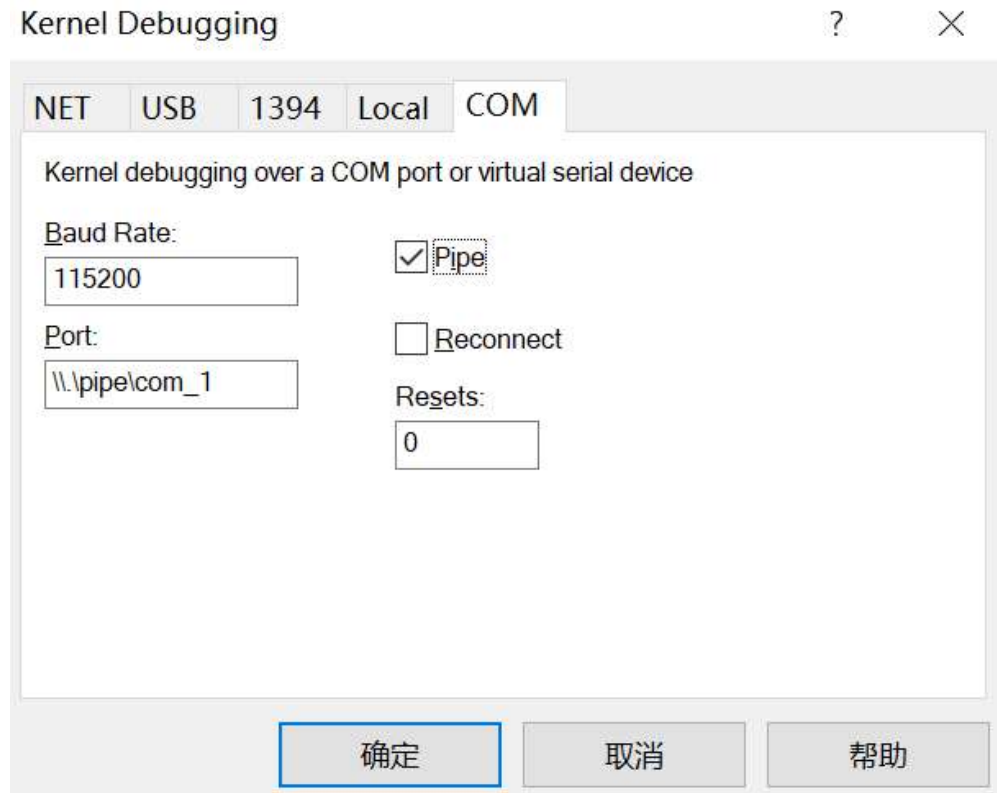 Kernel Debugging ? ×
NET USB 1394 Local COM
Kernel debugging over a COM port or virtual serial device
Baud Rate:
115200
Pipe
Port:
\\.\pipe\com_1
Reconnect
Resets:
0
确定 取消 帮助